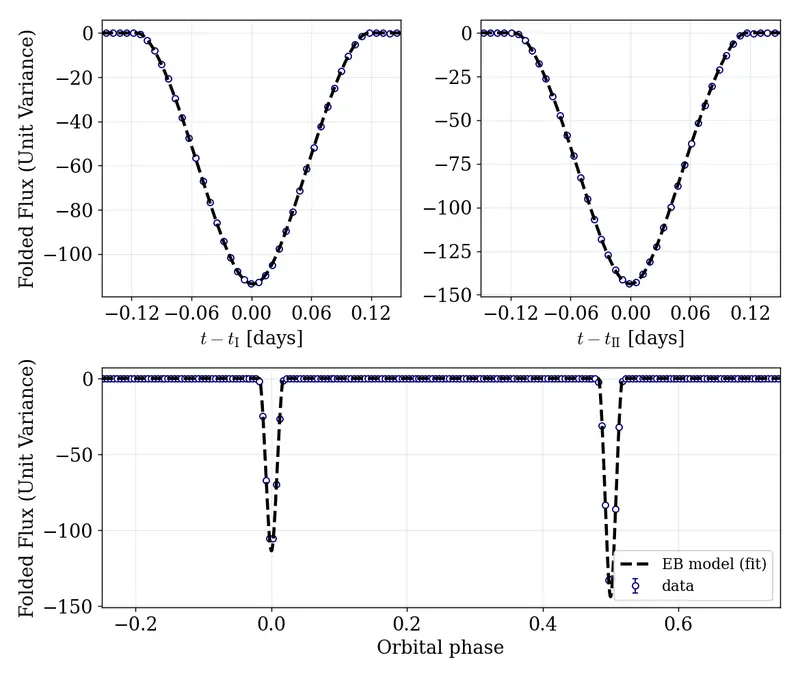 Folded Flux (Unit Variance)
0
−20
−40
−60
−80
−100
−0.12 −0.06 0.00 0.06 0.12
t − tI [days]
0
−25
−50
−75
−100
−125
−150
−0.12 −0.06 0.00 0.06 0.12
t − tII [days]
Folded Flux (Unit Variance)
0
−50
−100
−150
−0.2 0.0 0.2 0.4 0.6
Orbital phase
EB model (fit)
data